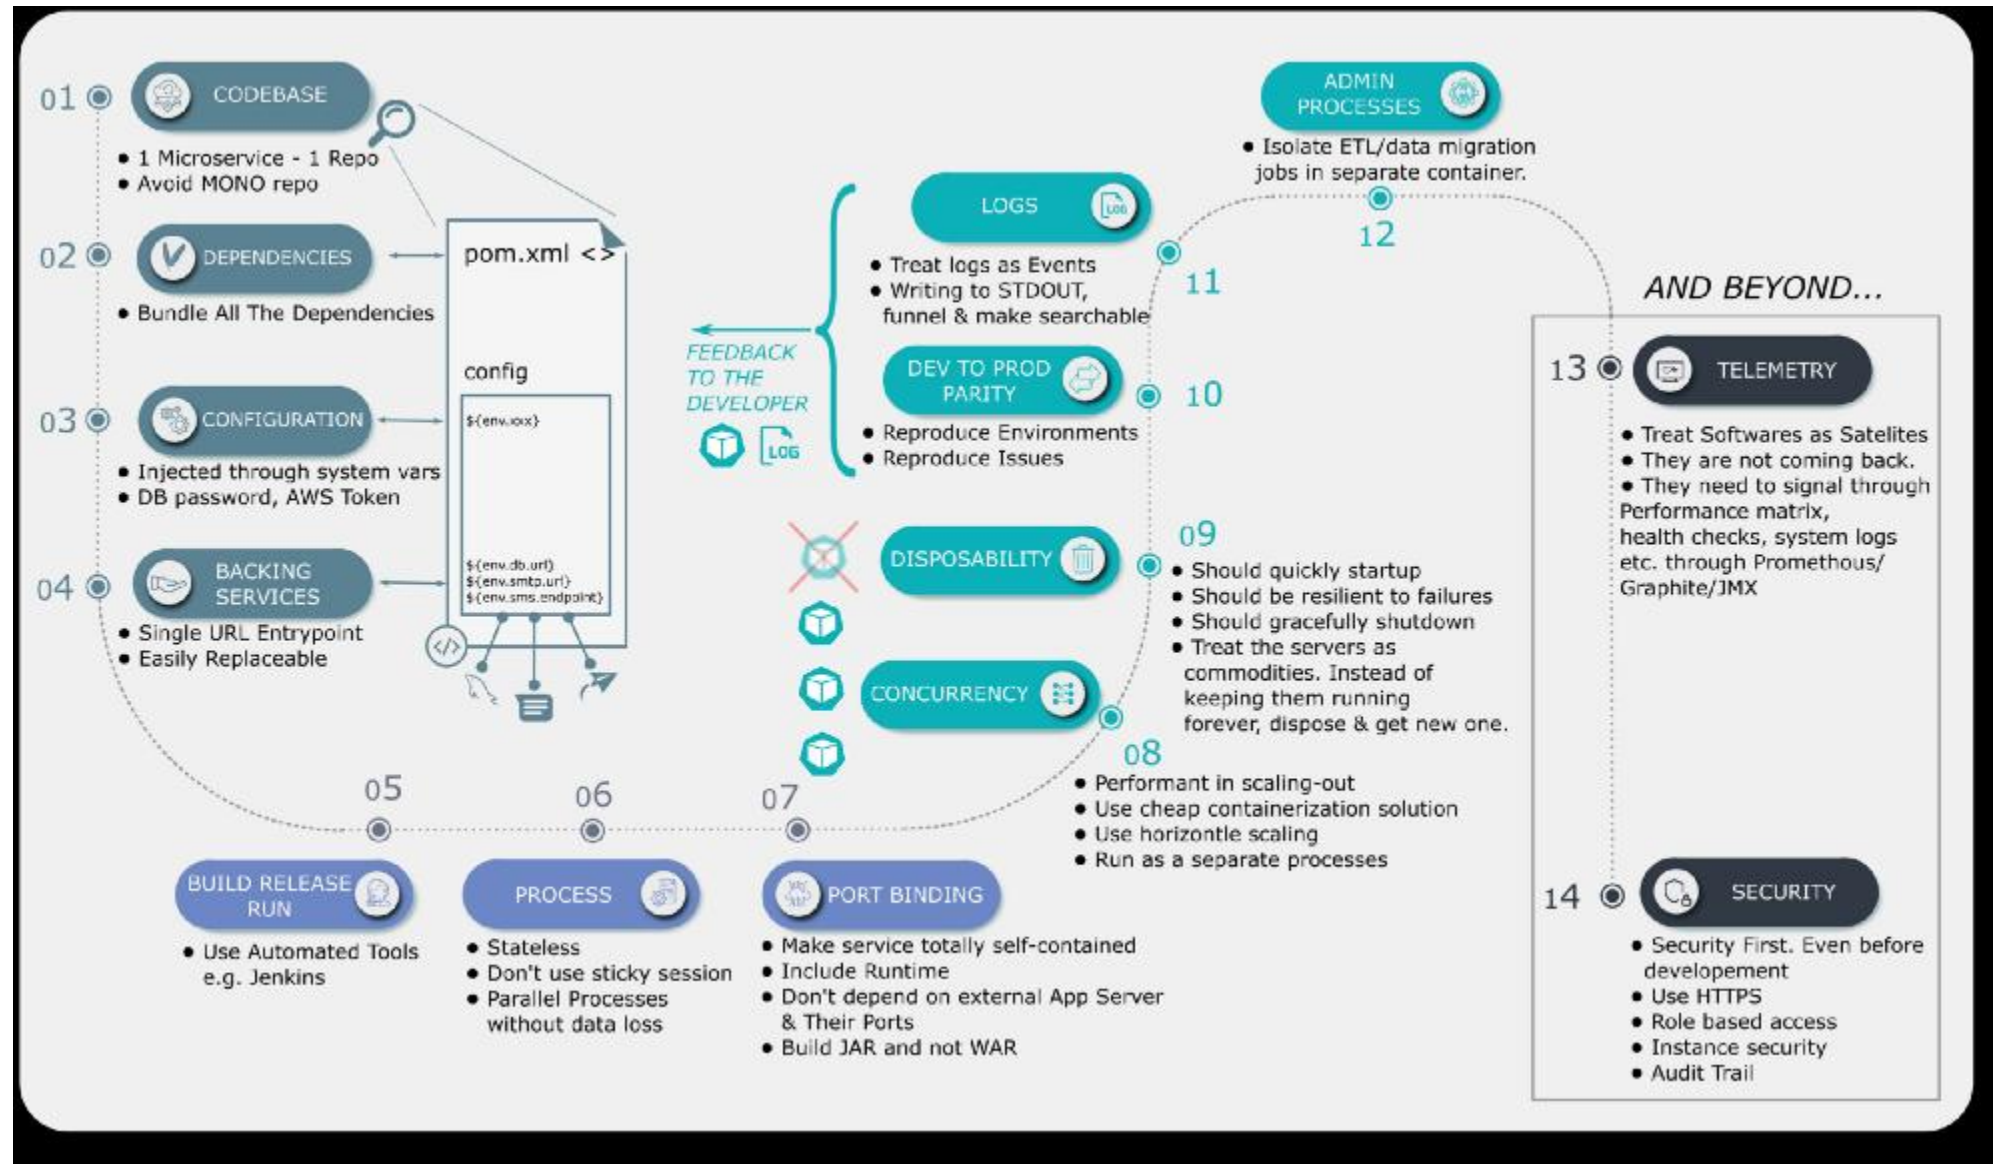 01
CODEBASE
• 1 Microservice - 1 Repo
• Avoid MONO repo
02
DEPENDENCIES
• Bundle All The Dependencies
03
CONFIGURATION
• Injected through system vars
• DB password, AWS Token
04
BACKING
SERVICES
• Single URL Entrypoint
• Easily Replaceable
pom.xml <>
config
${env.xxx}
${env.db.url}
${env.smtp.url}
${env.sms.endpoint}
</>
05
BUILD RELEASE
RUN
• Use Automated Tools
e.g. Jenkins
06
PROCESS
• Stateless
• Don't use sticky session
• Parallel Processes
without data loss
07
PORT BINDING
• Make service totally self-contained
• Include Runtime
• Don't depend on external App Server
& Their Ports
• Build JAR and not WAR
CONCURRENCY
08
• Performant in scaling-out
• Use cheap containerization solution
• Use horizontle scaling
• Run as a separate processes
DISPOSABILITY
09
• Should quickly startup
• Should be resilient to failures
• Should gracefully shutdown
• Treat the servers as
commodities. Instead of
keeping them running
forever, dispose & get new one.
DEV TO PROD
PARITY
10
• Reproduce Environments
• Reproduce Issues
LOGS
LOG
11
• Treat logs as Events
• Writing to STDOUT,
funnel & make searchable
FEEDBACK
TO THE
DEVELOPER
LOG
ADMIN
PROCESSES
• Isolate ETL/data migration
jobs in separate container.
12
AND BEYOND...
13
TELEMETRY
• Treat Softwares as Satelites
• They are not coming back.
• They need to signal through
Performance matrix,
health checks, system logs
etc. through Promethous/
Graphite/JMX
14
SECURITY
• Security First. Even before
developement
• Use HTTPS
• Role based access
• Instance security
• Audit Trail